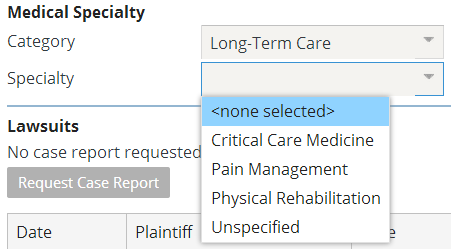 Medical Specialty
Category Long-Term Care
Specialty
<none selected>
Lawsuits
Critical Care Medicine
No case report requested
Pain Management
Request Case Report
Physical Rehabilitation
Unspecified
Date Plaintiff